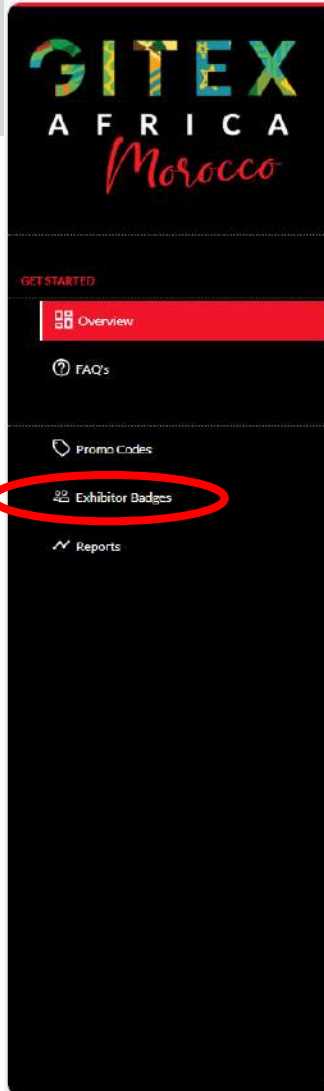 GITEX
AFRICA
Morocco
GET STARTED
Overview
FAQ's
Promo Codes
Exhibitor Badges
Reports